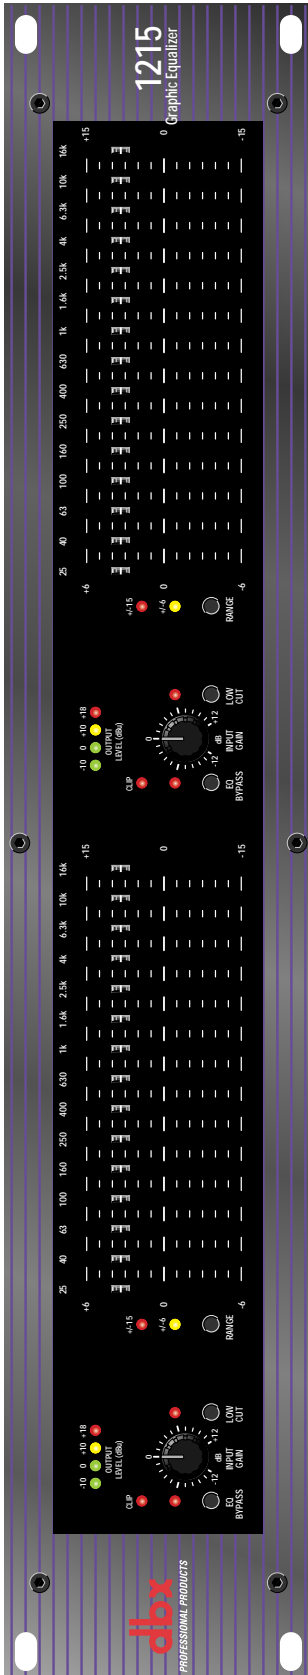 dbx
PROFESSIONAL PRODUCTS
-10 0 +10 +18
OUTPUT
LEVEL (dBu)
CLIP
0
-12 dB +12
EQ
BYPASS
INPUT
GAIN
LOW
CUT
+/-15
+/-6
RANGE
25 40 63 100 160 250 400 630 1k 1.6k 2.5k 4k 6.3k 10k 16k
+6 +15
0 0
-6 -15
-10 0 +10 +18
OUTPUT
LEVEL (dBu)
CLIP
0
-12 dB +12
EQ
BYPASS
INPUT
GAIN
LOW
CUT
+/-15
+/-6
RANGE
25 40 63 100 160 250 400 630 1k 1.6k 2.5k 4k 6.3k 10k 16k
+6 +15
0 0
-6 -15
1215
Graphic Equalizer